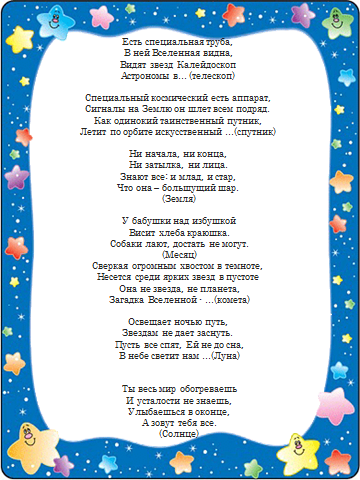 Есть специальная труба,
В ней Вселенная видна,
Видят звезд Калейдоскоп
Астрономы в… (телескоп)
Специальный космический есть аппарат,
Сигналы на Землю он шлет всем подряд.
Как одинокий таинственный путник,
Летит по орбите искусственный …(спутник)
Ни начала, ни конца,
Ни затылка, ни лица.
Знают все: и млад, и стар,
Что она – большущий шар.
(Земля)
У бабушки над избушкой
Висит хлеба краюшка.
Собаки лают, достать не могут.
(Месяц)
Сверкая огромным хвостом в темноте,
Несется среди ярких звезд в пустоте
Она не звезда, не планета,
Загадка Вселенной - …(комета)
Освещает ночью путь,
Звездам не дает заснуть.
Пусть все спят, Ей не до сна,
В небе светит нам …(Луна)
Ты весь мир обогреваешь
И усталости не знаешь,
Улыбаешься в оконце,
А зовут тебя все.
(Солнце)